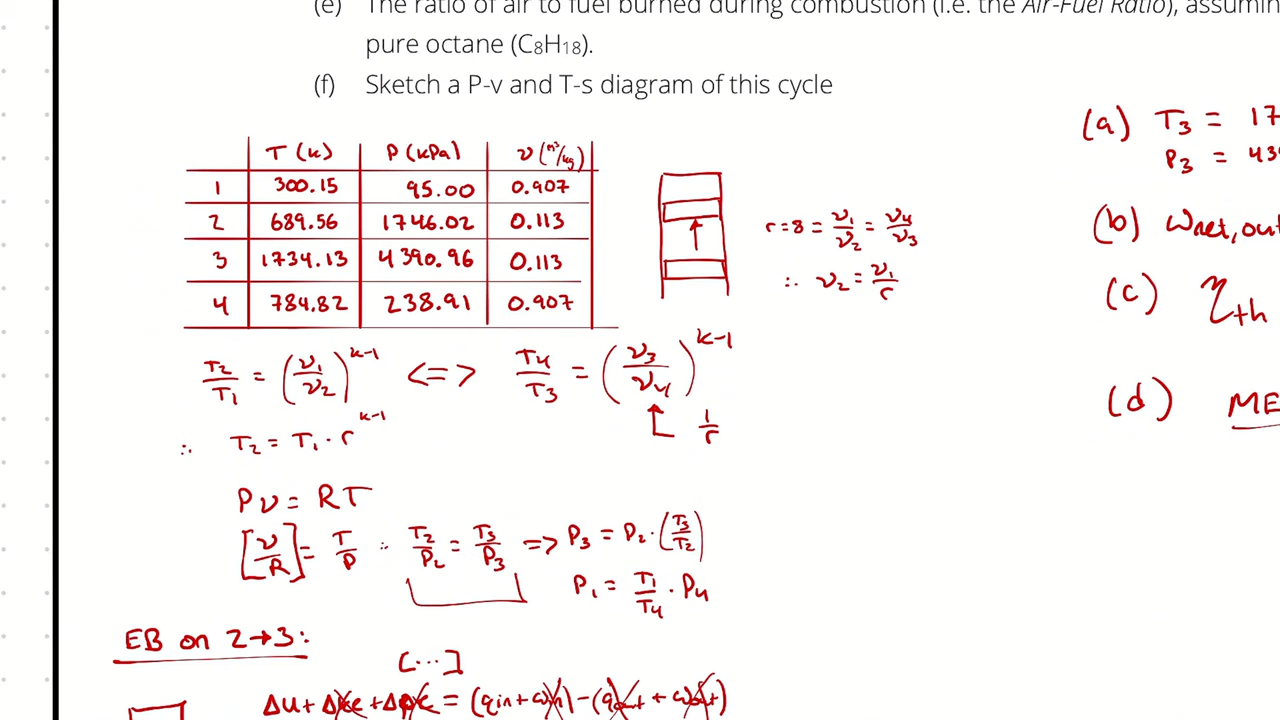 (e) The ratio of air to fuel burned during combustion (i.e. the Air-Fuel Ratio), assumin
pure octane (C₈H₁₈).
(f) Sketch a P-v and T-s diagram of this cycle
T (K) P (kPa) v (m³/kg)
1 300.15 95.00 0.907
2 689.56 1746.02 0.113
3 1734.13 4390.96 0.113
4 784.82 238.91 0.907
r = 8 = v₁/v₂ = v₄/v₃
∴ v₂ = v₁/r
T₂/T₁ = (v₁/v₂)^(k-1) <=> T₄/T₃ = (v₃/v₄)^(k-1)
1/r
∴ T₂ = T₁ · r^(k-1)
Pv = RT
[v/R] = T/P ∴ T₂/P₂ = T₃/P₃ => P₃ = P₂ · (T₃/T₂)
P₁ = T₁/T₄ · P₄
EB on 2→3:
[...]
Δu + Δke + Δpe = (qin + win) - (qout + wout)
(a) T₃ = 17
P₃ = 439
(b) Wnet,out
(c) ηth
(d) ME